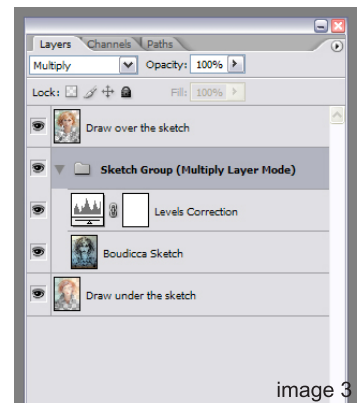 Layers Channels Paths
Multiply Opacity: 100%
Lock: Fill: 100%
Draw over the sketch
Sketch Group (Multiply Layer Mode)
Levels Correction
Boudicca Sketch
Draw under the sketch
image 3